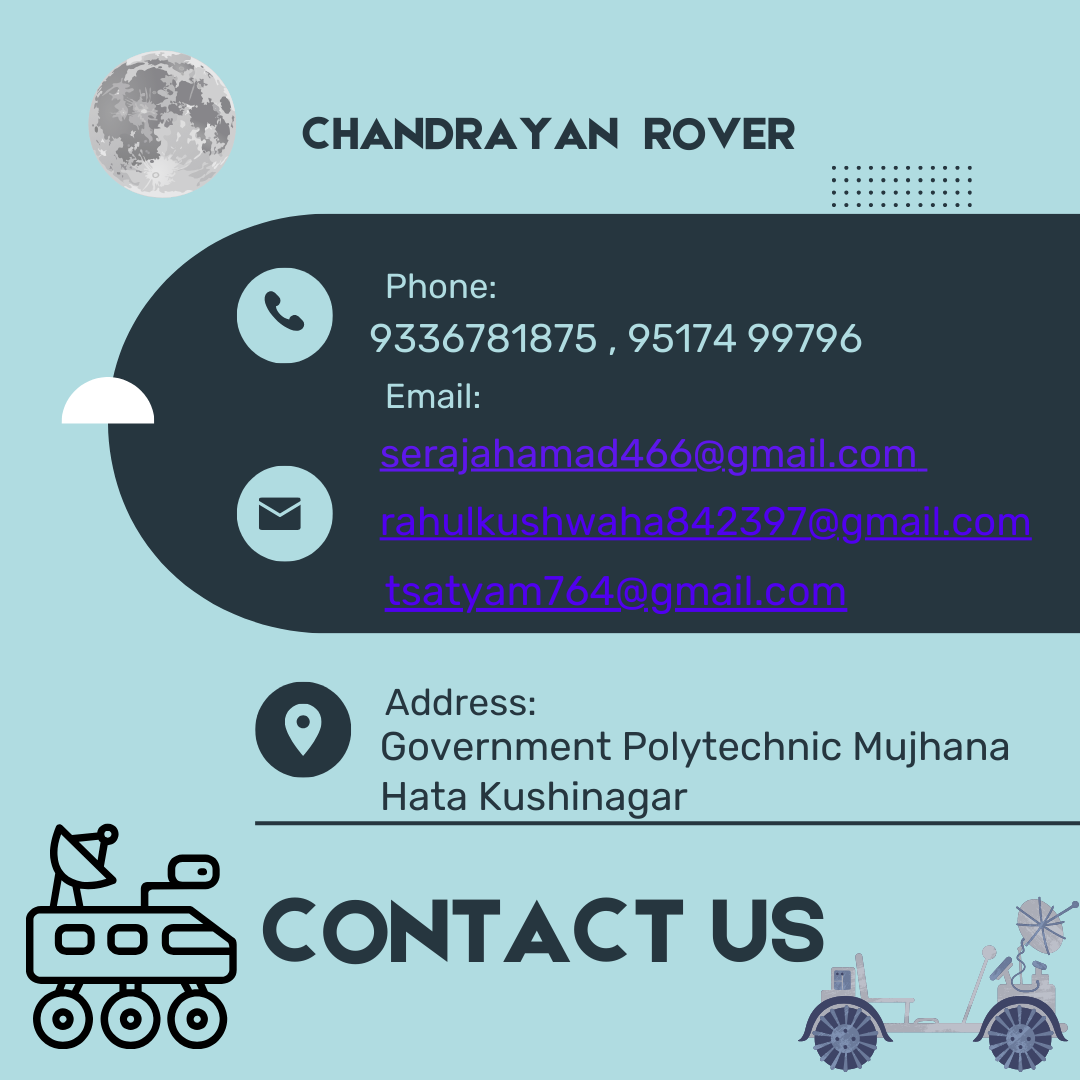 CHANDRAYAN ROVER
Phone:
9336781875 , 95174 99796
Email:
serajahamad466@gmail.com
rahulkushwaha842397@gmail.com
tsatyam764@gmail.com
Address:
Government Polytechnic Mujhana
Hata Kushinagar
CONTACT US